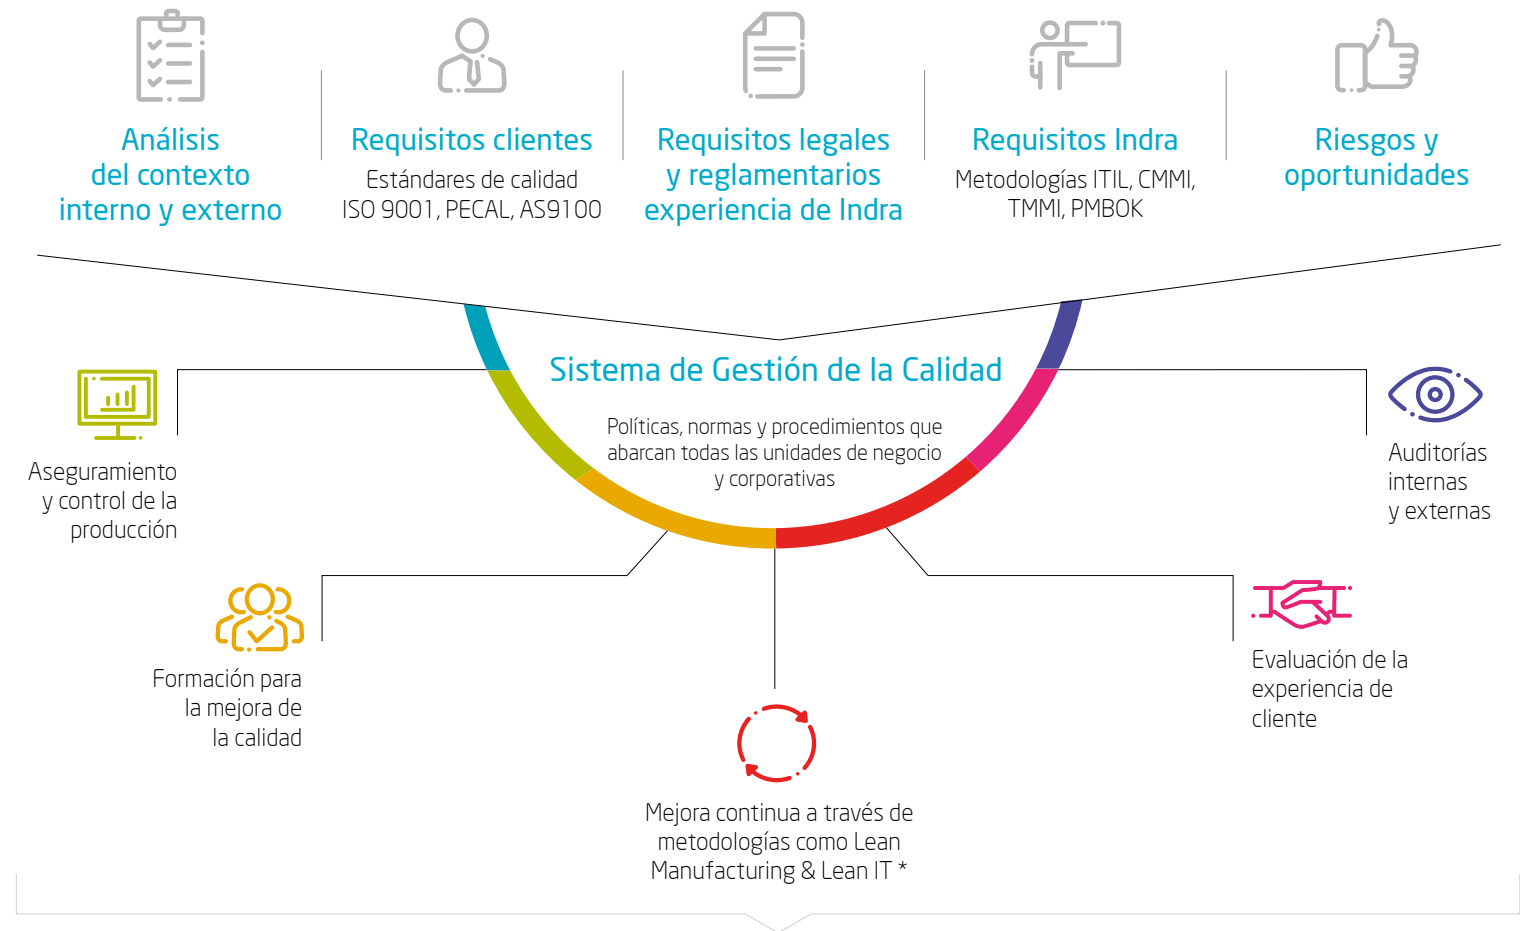 Análisis
del contexto
interno y externo
Requisitos clientes
Estándares de calidad
ISO 9001, PECAL, AS9100
Requisitos legales
y reglamentarios
experiencia de Indra
Requisitos Indra
Metodologías ITIL, CMMI,
TMMI, PMBOK
Riesgos y
oportunidades
Sistema de Gestión de la Calidad
Políticas, normas y procedimientos que
abarcan todas las unidades de negocio
y corporativas
Aseguramiento
y control de la
producción
Formación para
la mejora de
la calidad
Mejora continua a través de
metodologías como Lean
Manufacturing & Lean IT *
Evaluación de la
experiencia de
cliente
Auditorías
internas
y externas